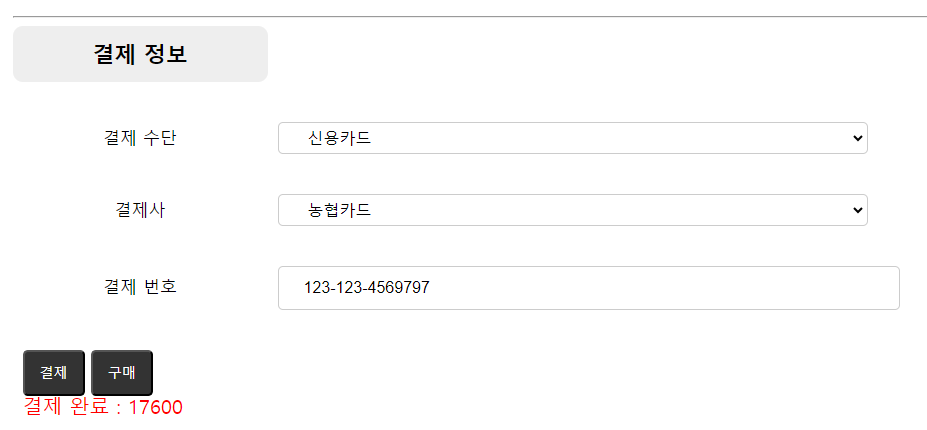 결제 정보
결제 수단 신용카드
결제사 농협카드
결제 번호 123-123-4569797
결제 구매
결제 완료 : 17600